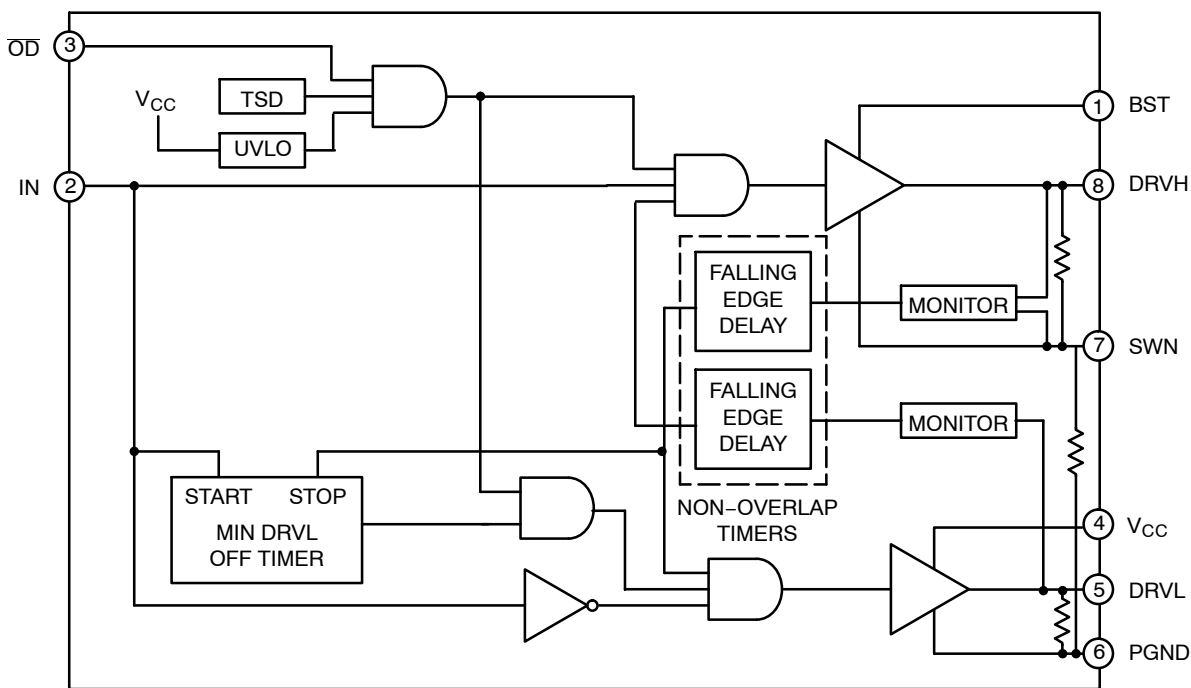 OD
3
TSD
VCC
UVLO
1
BST
IN
2
8
DRVH
FALLING
EDGE
DELAY
MONITOR
7
SWN
FALLING
EDGE
DELAY
MONITOR
START STOP
MIN DRVL
OFF TIMER
NON−OVERLAP
TIMERS
4
VCC
5
DRVL
6
PGND